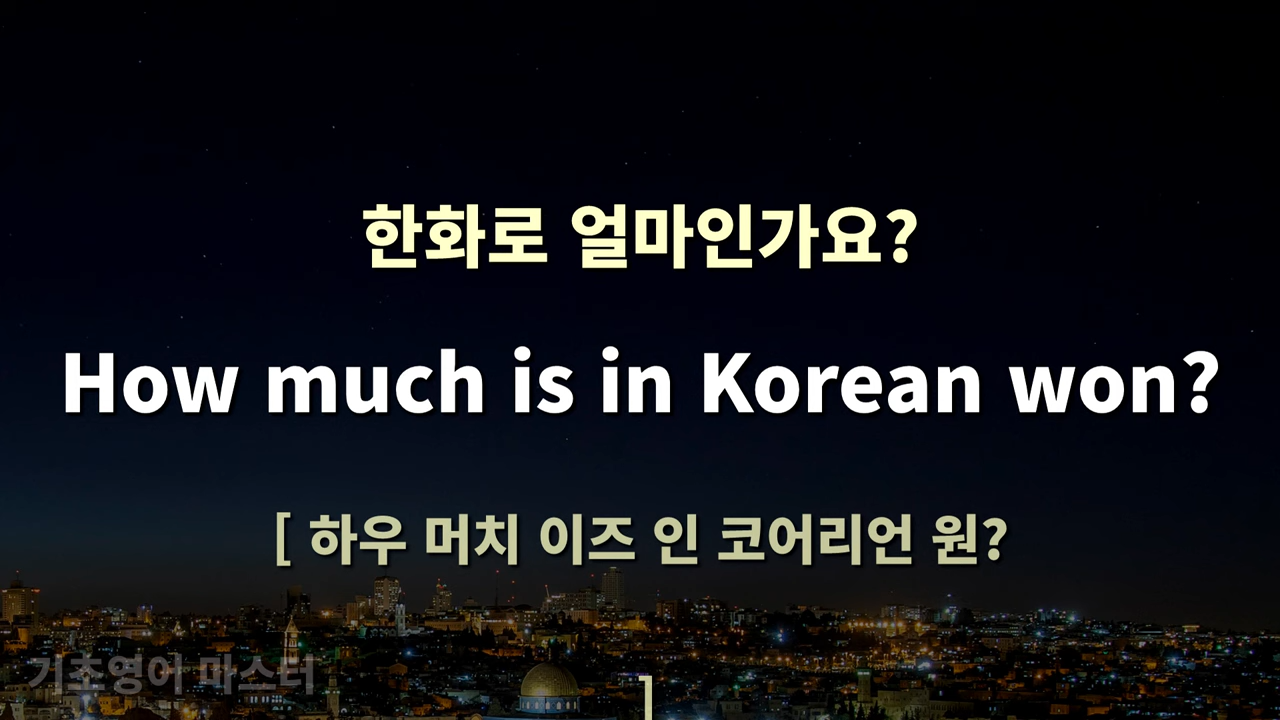 한화로 얼마인가요?
How much is in Korean won?
[ 하우 머치 이즈 인 코어리언 원?
]
기초영어 마스터